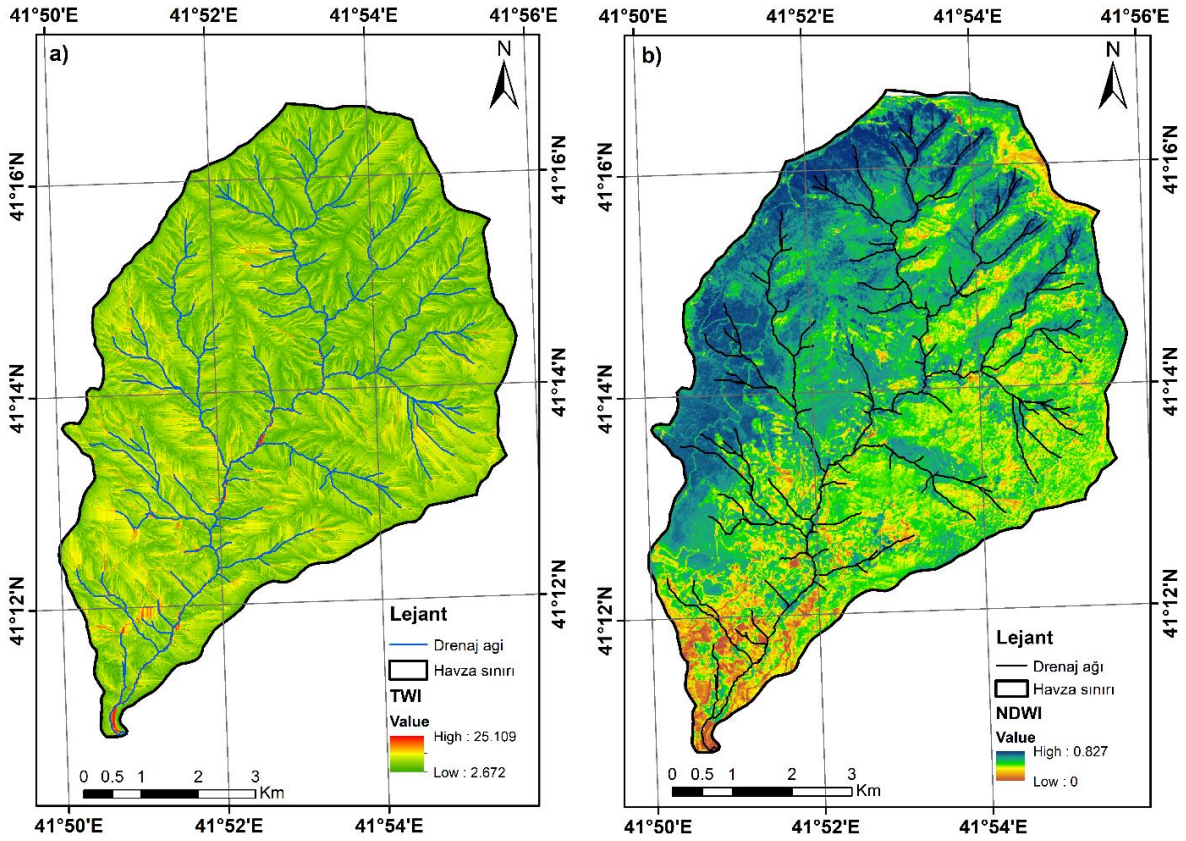 41°50'E 41°52'E 41°54'E 41°56'E
a)
N
41°16'N
41°14'N
41°12'N
41°16'N
41°14'N
41°12'N
Lejant
Drenaj agi
Havza sınırı
TWI
Value
High : 25.109
Low : 2.672
0 0.5 1 2 3
Km
41°50'E 41°52'E 41°54'E
41°50'E 41°52'E 41°54'E 41°56'E
b)
N
41°16'N
41°14'N
41°12'N
41°16'N
41°14'N
41°12'N
Lejant
Drenaj ağı
Havza sınırı
NDWI
Value
High : 0.827
Low : 0
0 0.5 1 2 3
Km
41°50'E 41°52'E 41°54'E